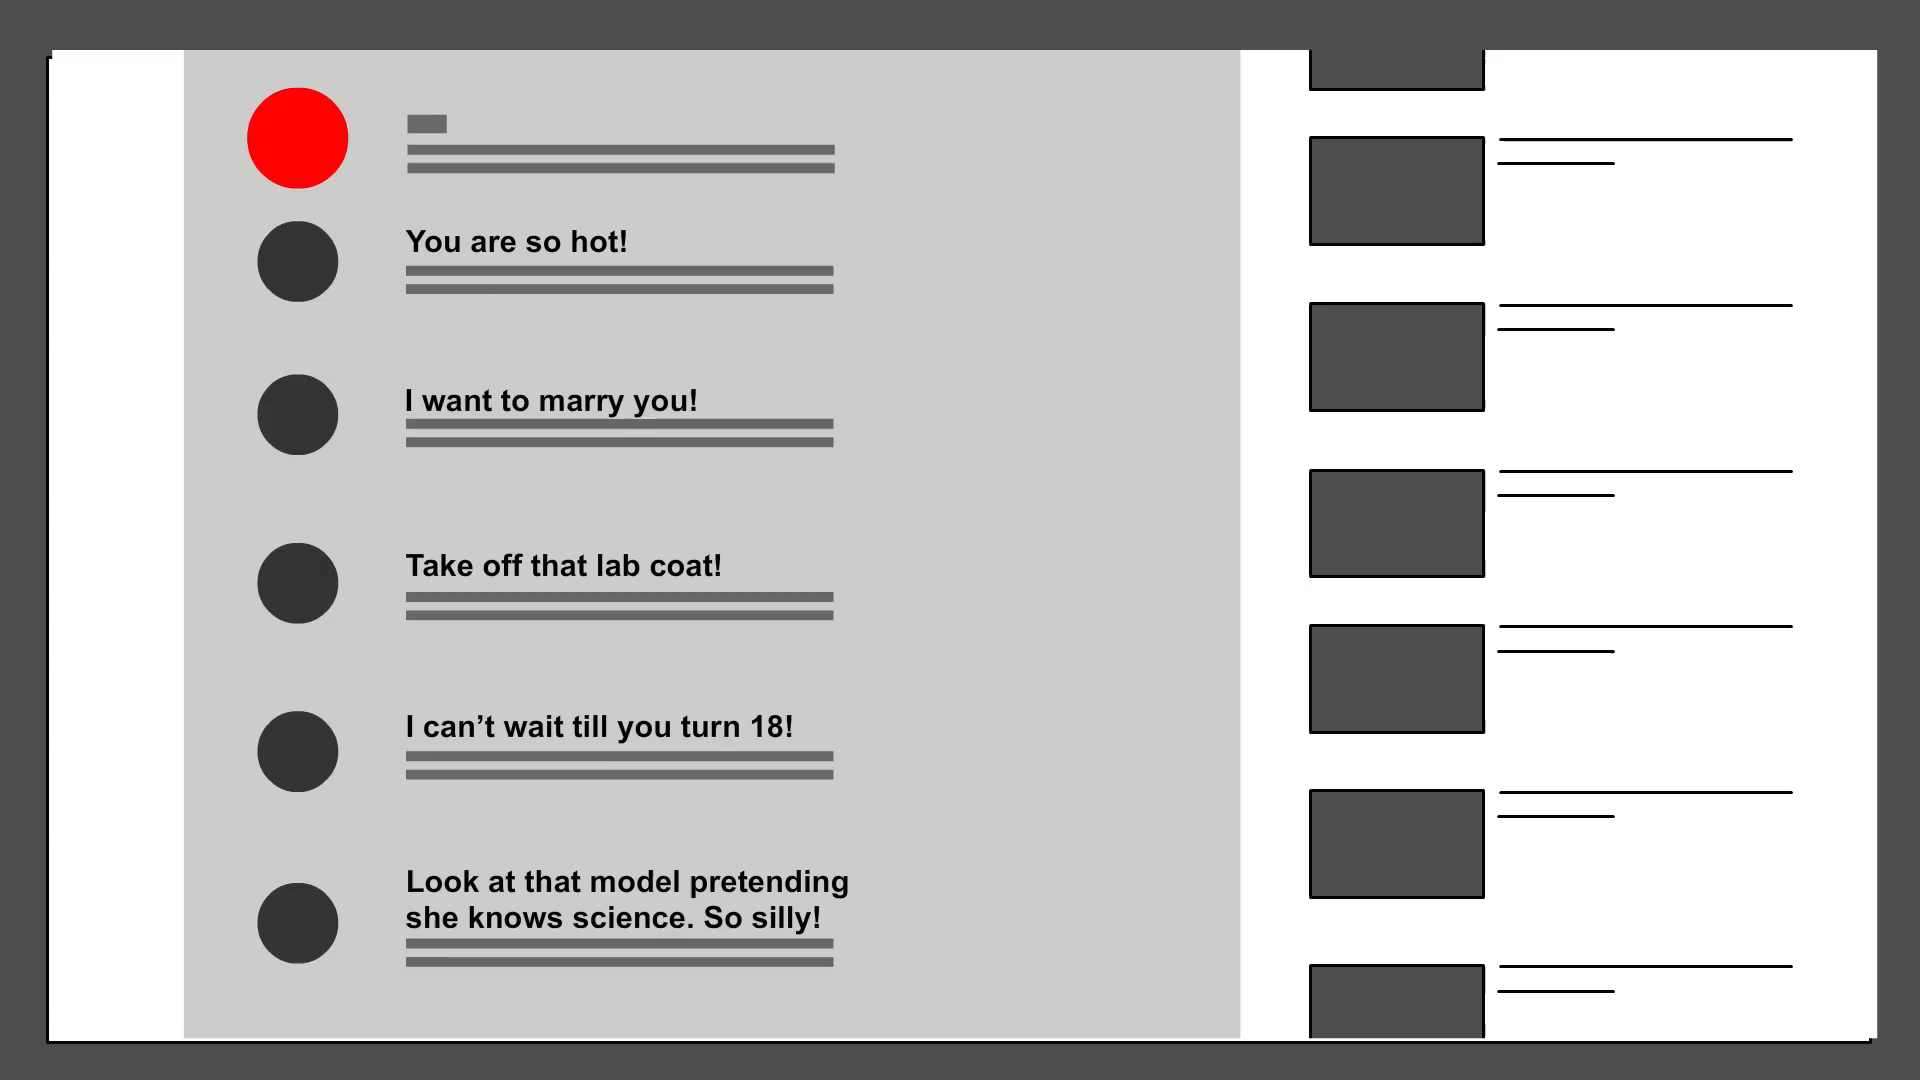 You are so hot!
I want to marry you!
Take off that lab coat!
I can’t wait till you turn 18!
Look at that model pretending
she knows science. So silly!